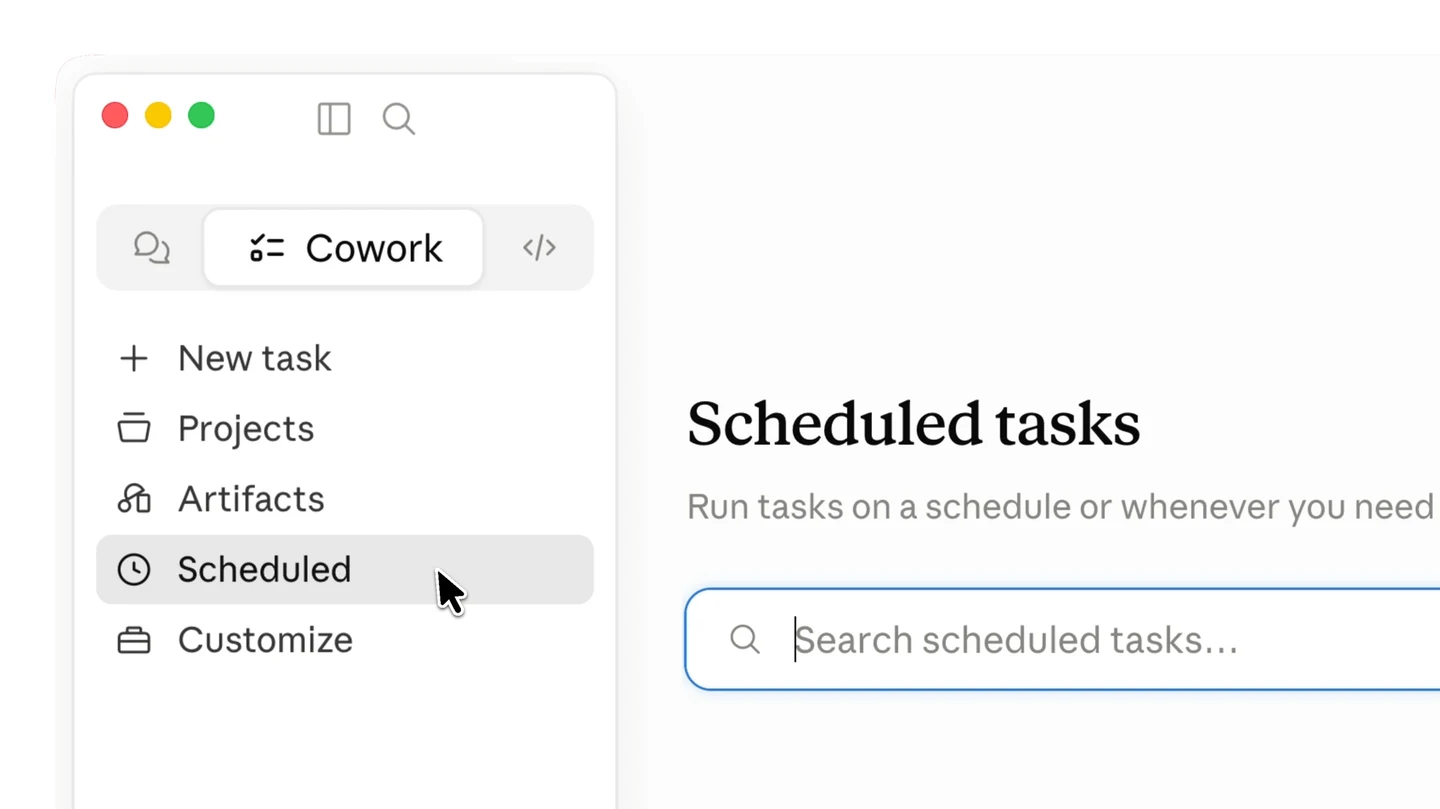 Cowork
New task
Projects
Artifacts
Scheduled
Customize
Scheduled tasks
Run tasks on a schedule or whenever you need
Search scheduled tasks...